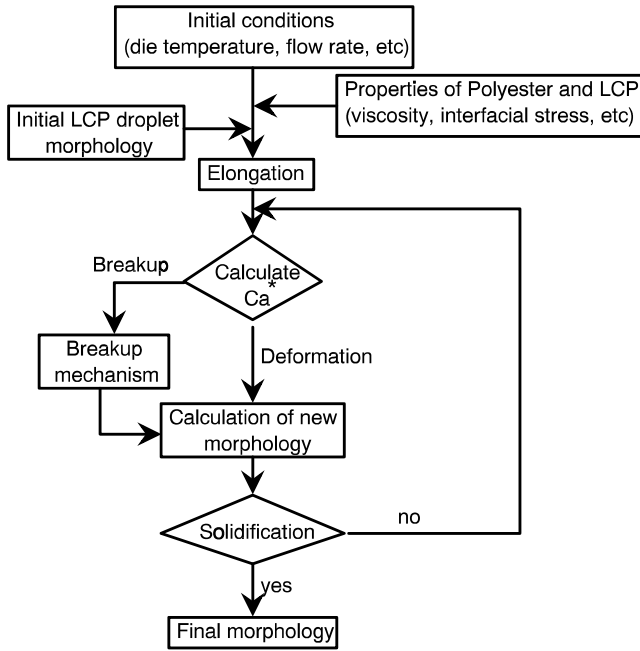 Initial conditions
(die temperature, flow rate, etc)
Properties of Polyester and LCP
(viscosity, interfacial stress, etc)
Initial LCP droplet
morphology
Elongation
Breakup
Calculate
Ca*
Breakup
mechanism
Deformation
Calculation of new
morphology
Solidification
no
yes
Final morphology